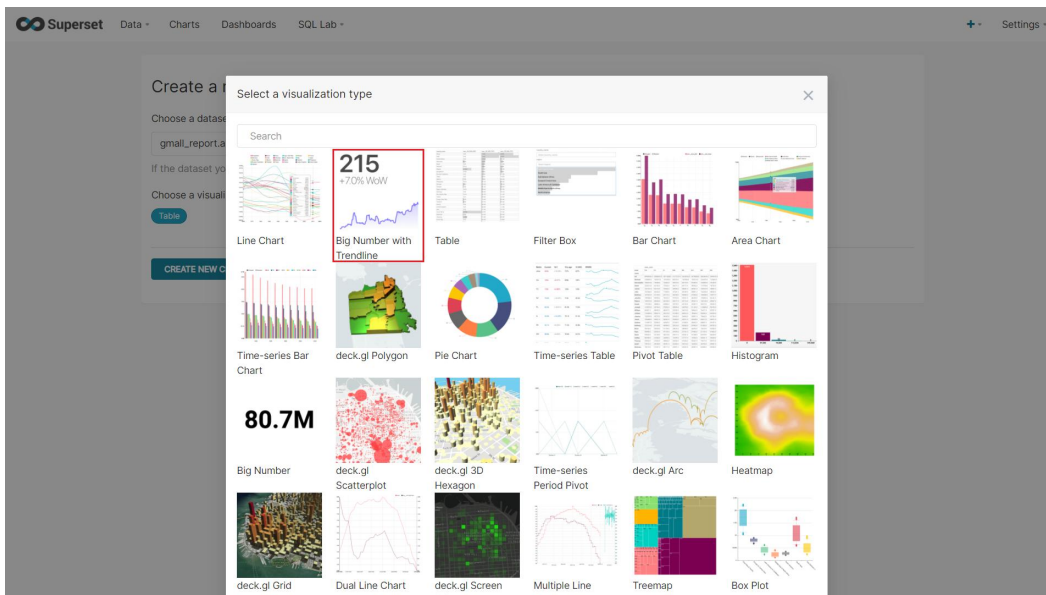 Superset Data Charts Dashboards SQL Lab + Settings
Create a
Select a visualization type
Choose a datase
Search
gmall_report.a
If the dataset yo
Choose a visuali
Table
CREATE NEW C
215
+7.0% WoW
Line Chart
Big Number with
Trendline
Table
Filter Box
Bar Chart
Area Chart
Time-series Bar
Chart
deck.gl Polygon
Pie Chart
Time-series Table
Pivot Table
Histogram
80.7M
Big Number
deck.gl
Scatterplot
deck.gl 3D
Hexagon
Time-series
Period Pivot
deck.gl Arc
Heatmap
deck.gl Grid
Dual Line Chart
deck.gl Screen
Multiple Line
Treemap
Box Plot